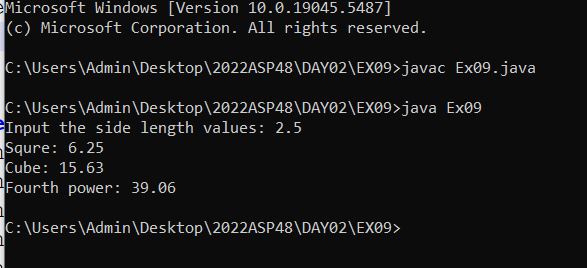 Microsoft Windows [Version 10.0.19045.5487]
(c) Microsoft Corporation. All rights reserved.
C:\Users\Admin\Desktop\2022ASP48\DAY02\EX09>javac Ex09.java
C:\Users\Admin\Desktop\2022ASP48\DAY02\EX09>java Ex09
Input the side length values: 2.5
Squre: 6.25
Cube: 15.63
Fourth power: 39.06
C:\Users\Admin\Desktop\2022ASP48\DAY02\EX09>